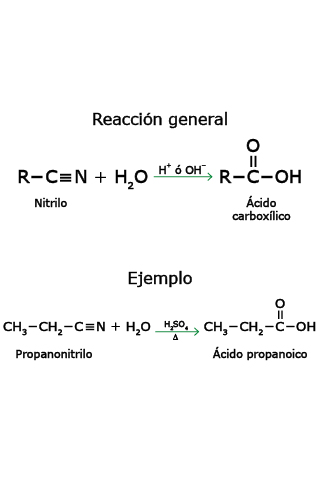 Reacción general
O
||
R−C≡N + H₂O H⁺ ó OH⁻ → R−C−OH
Nitrilo Ácido
carboxílico
Ejemplo
O
||
CH₃−CH₂−C≡N + H₂O H₂SO₄ → CH₃−CH₂−C−OH
Δ
Propanonitrilo Ácido propanoico